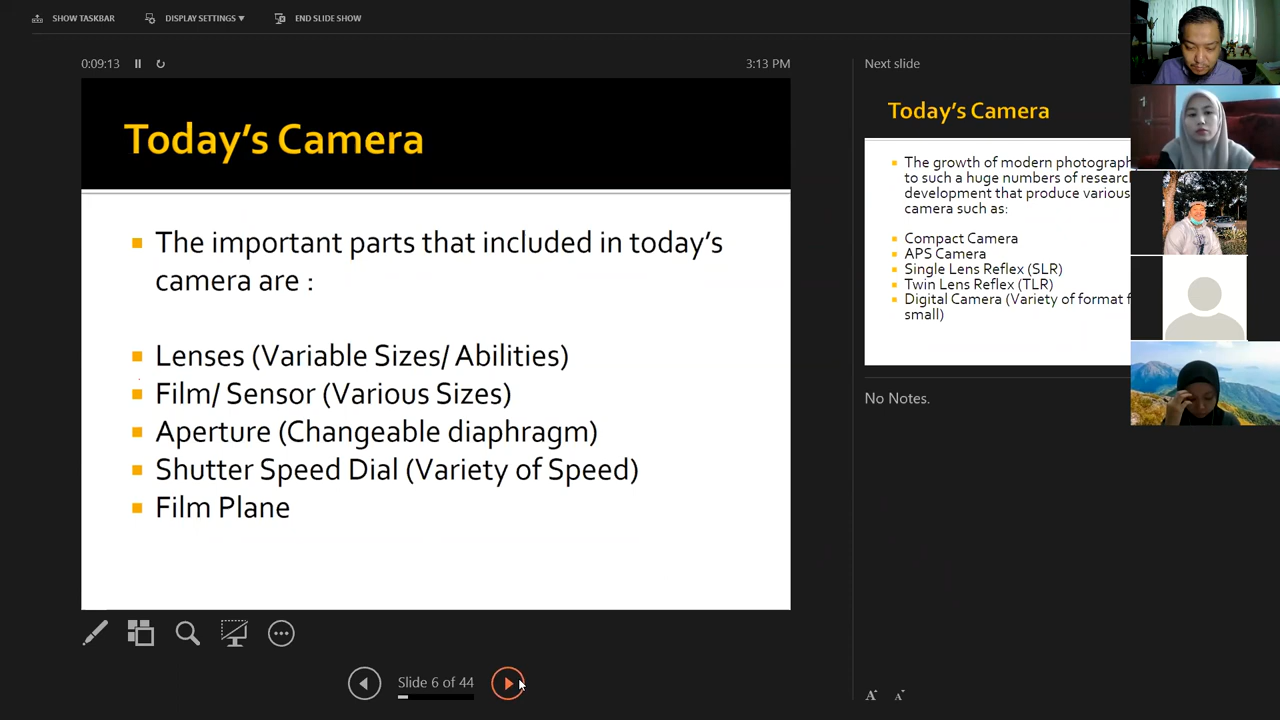 SHOW TASKBAR
DISPLAY SETTINGS ▼
END SLIDE SHOW
0:09:13
3:13 PM
Today's Camera
The important parts that included in today's
camera are :
Lenses (Variable Sizes/ Abilities)
Film/ Sensor (Various Sizes)
Aperture (Changeable diaphragm)
Shutter Speed Dial (Variety of Speed)
Film Plane
Slide 6 of 44
Next slide
Today's Camera
The growth of modern photograph
to such a huge numbers of researc
development that produce various
camera such as:
Compact Camera
APS Camera
Single Lens Reflex (SLR)
Twin Lens Reflex (TLR)
Digital Camera (Variety of format f
small)
No Notes.
A A